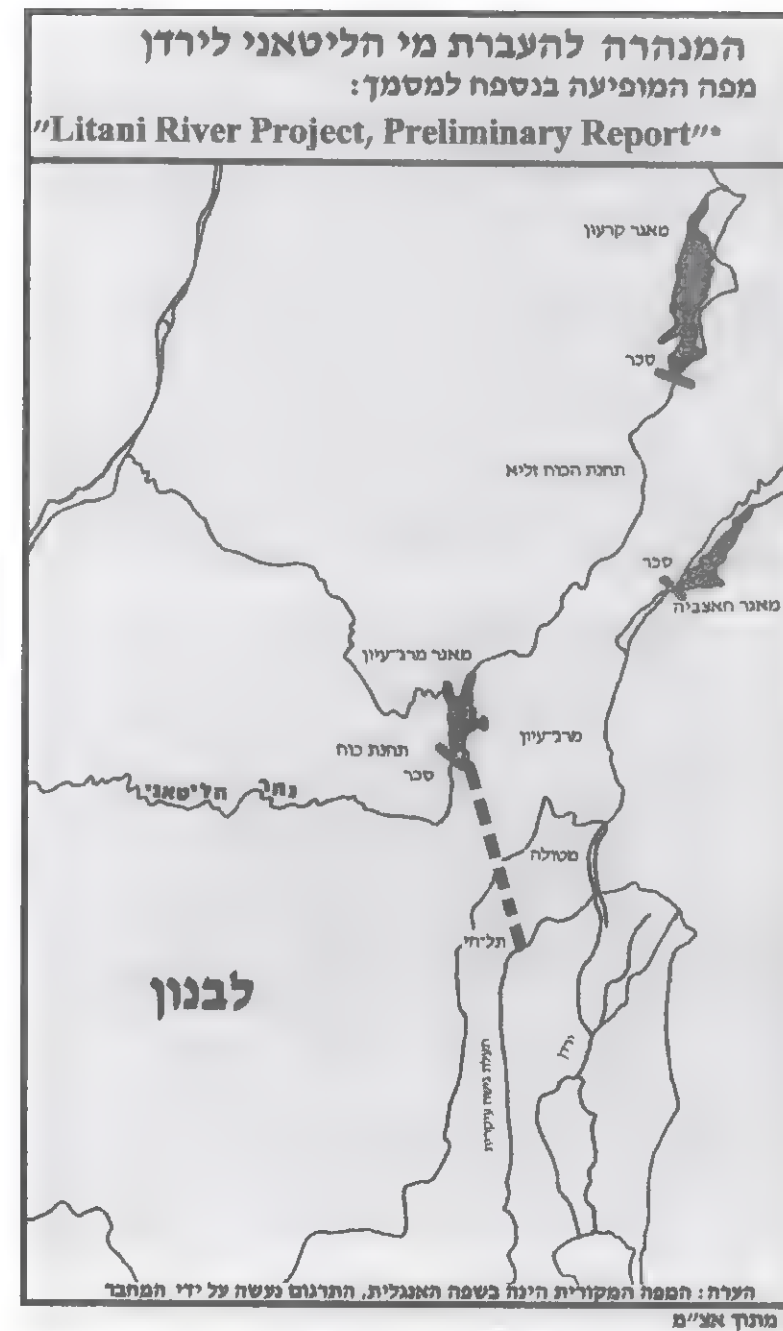 המנהרה להעברת מי הליטאני לירדן
מפה המופיעה בנספח למסמך:
"Litani River Project, Preliminary Report"*
מאגר קרעון
סכר
תחנת הכוח זליא
סכר
מאגר חאצביה
מאגר מרג׳־עיון
מרג׳־עיון
תחנת כוח
סכר
נהר הליטאני
מטולה
תל־חי
לבנון
ירדן
הערה: המפה המקורית הינה בשפה האנגלית, התרגום נעשה על ידי המחבר
מתוך אצ״מ